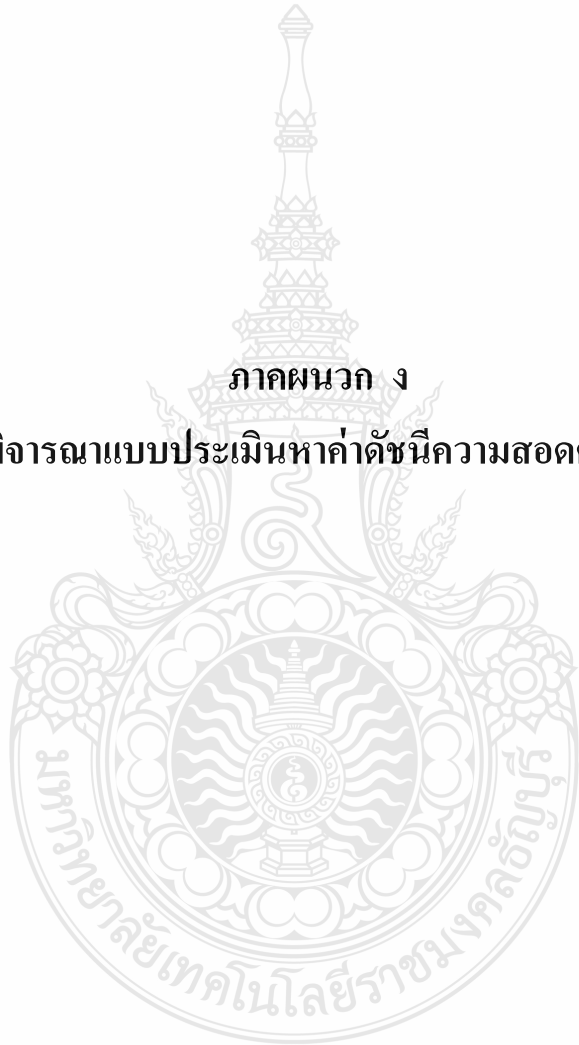 ภาคผนวก ง
พิจารณาแบบประเมินหาค่าดัชนีความสอดค
มหาวิทยาลัยเทคโนโลยีราชมงคลธัญบุรี